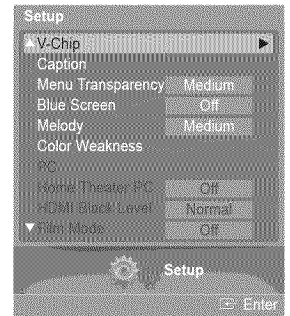 Setup
V-Chip
Caption
Menu Transparency Medium
Blue Screen Off
Melody Medium
Color Weakness
PC
Home Theater PC Off
HDMI Black Level Normal
Film Mode Off
Setup
Enter